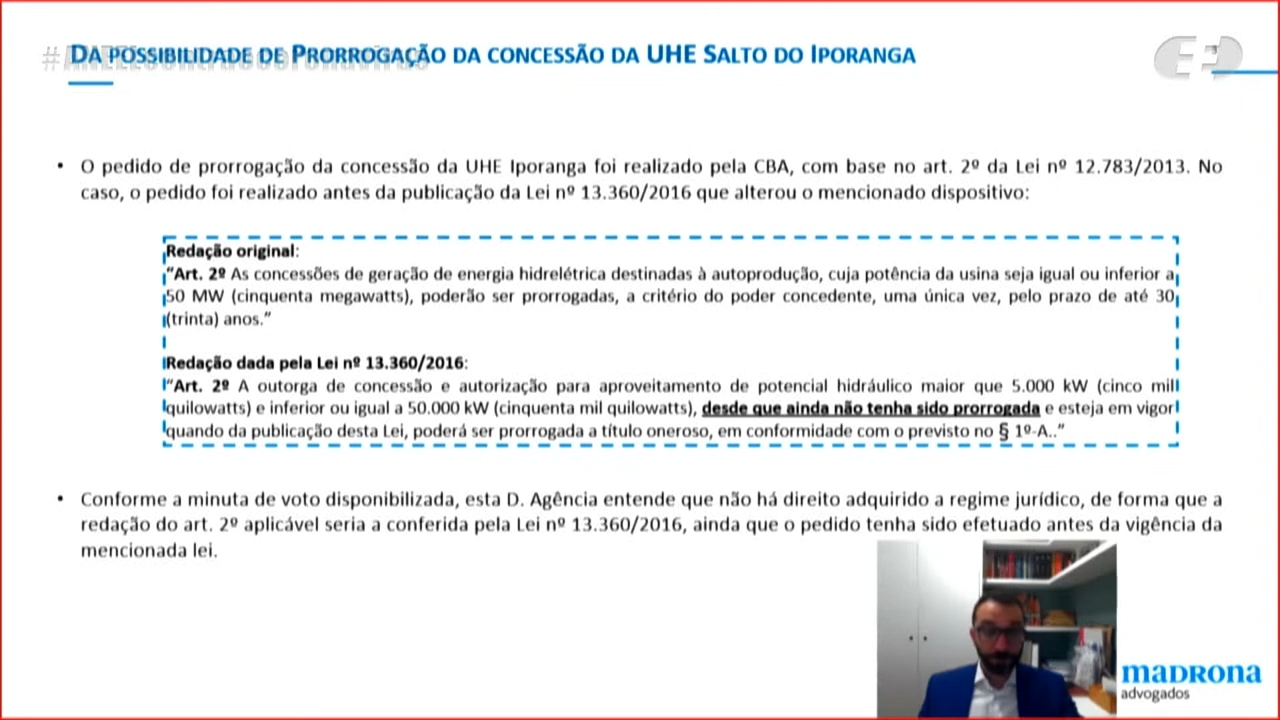 DA POSSIBILIDADE DE PRORROGAÇÃO DA CONCESSÃO DA UHE SALTO DO IPORANGA
• O pedido de prorrogação da concessão da UHE Iporanga foi realizado pela CBA, com base no art. 2º da Lei nº 12.783/2013. No
caso, o pedido foi realizado antes da publicação da Lei nº 13.360/2016 que alterou o mencionado dispositivo:
Redação original:
“Art. 2º As concessões de geração de energia hidrelétrica destinadas à autoprodução, cuja potência da usina seja igual ou inferior a
50 MW (cinquenta megawatts), poderão ser prorrogadas, a critério do poder concedente, uma única vez, pelo prazo de até 30
(trinta) anos.”
Redação dada pela Lei nº 13.360/2016:
“Art. 2º A outorga de concessão e autorização para aproveitamento de potencial hidráulico maior que 5.000 kW (cinco mil
quilowatts) e inferior ou igual a 50.000 kW (cinquenta mil quilowatts), desde que ainda não tenha sido prorrogada e esteja em vigor
quando da publicação desta Lei, poderá ser prorrogada a título oneroso, em conformidade com o previsto no § 1º-A..”
• Conforme a minuta de voto disponibilizada, esta D. Agência entende que não há direito adquirido a regime jurídico, de forma que a
redação do art. 2º aplicável seria a conferida pela Lei nº 13.360/2016, ainda que o pedido tenha sido efetuado antes da vigência da
mencionada lei.
maDRONa
advogados